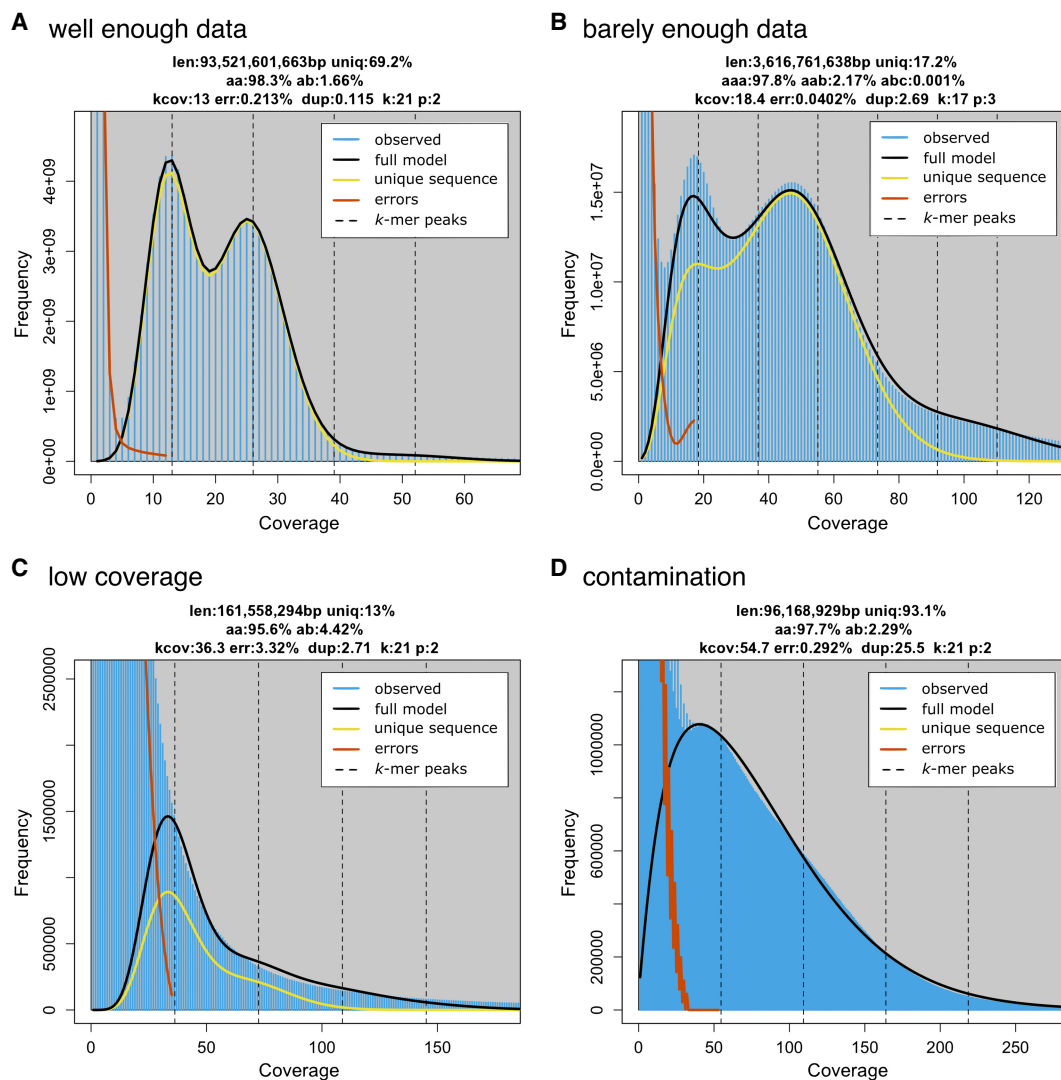 A well enough data
len:93,521,601,663bp uniq:69.2%
aa:98.3% ab:1.66%
kcov:13 err:0.213% dup:0.115 k:21 p:2
observed
full model
unique sequence
errors
k-mer peaks
Frequency
0e+00 1e+09 2e+09 3e+09 4e+09
0 10 20 30 40 50 60
Coverage
B barely enough data
len:3,616,761,638bp uniq:17.2%
aaa:97.8% aab:2.17% abc:0.001%
kcov:18.4 err:0.0402% dup:2.69 k:17 p:3
observed
full model
unique sequence
errors
k-mer peaks
Frequency
0.0e+00 5.0e+06 1.0e+07 1.5e+07
0 20 40 60 80 100 120
Coverage
C low coverage
len:161,558,294bp uniq:13%
aa:95.6% ab:4.42%
kcov:36.3 err:3.32% dup:2.71 k:21 p:2
observed
full model
unique sequence
errors
k-mer peaks
Frequency
0 500000 1500000 2500000
0 50 100 150
Coverage
D contamination
len:96,168,929bp uniq:93.1%
aa:97.7% ab:2.29%
kcov:54.7 err:0.292% dup:25.5 k:21 p:2
observed
full model
unique sequence
errors
k-mer peaks
Frequency
0 200000 600000 1000000
0 50 100 150 200 250
Coverage